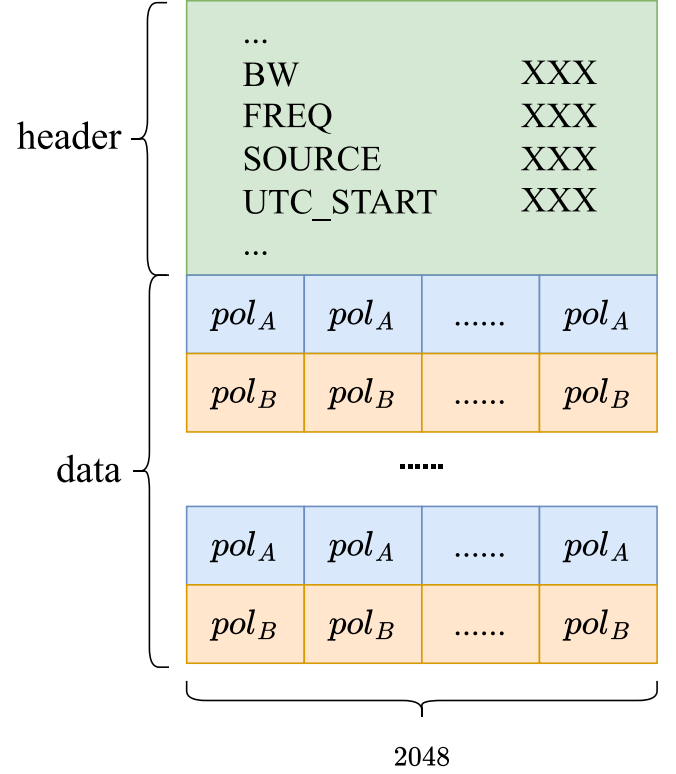 ...
BW XXX
FREQ XXX
header
SOURCE XXX
UTC_START XXX
...
pol_A pol_A ...... pol_A
pol_B pol_B ...... pol_B
data
......
pol_A pol_A ...... pol_A
pol_B pol_B ...... pol_B
2048